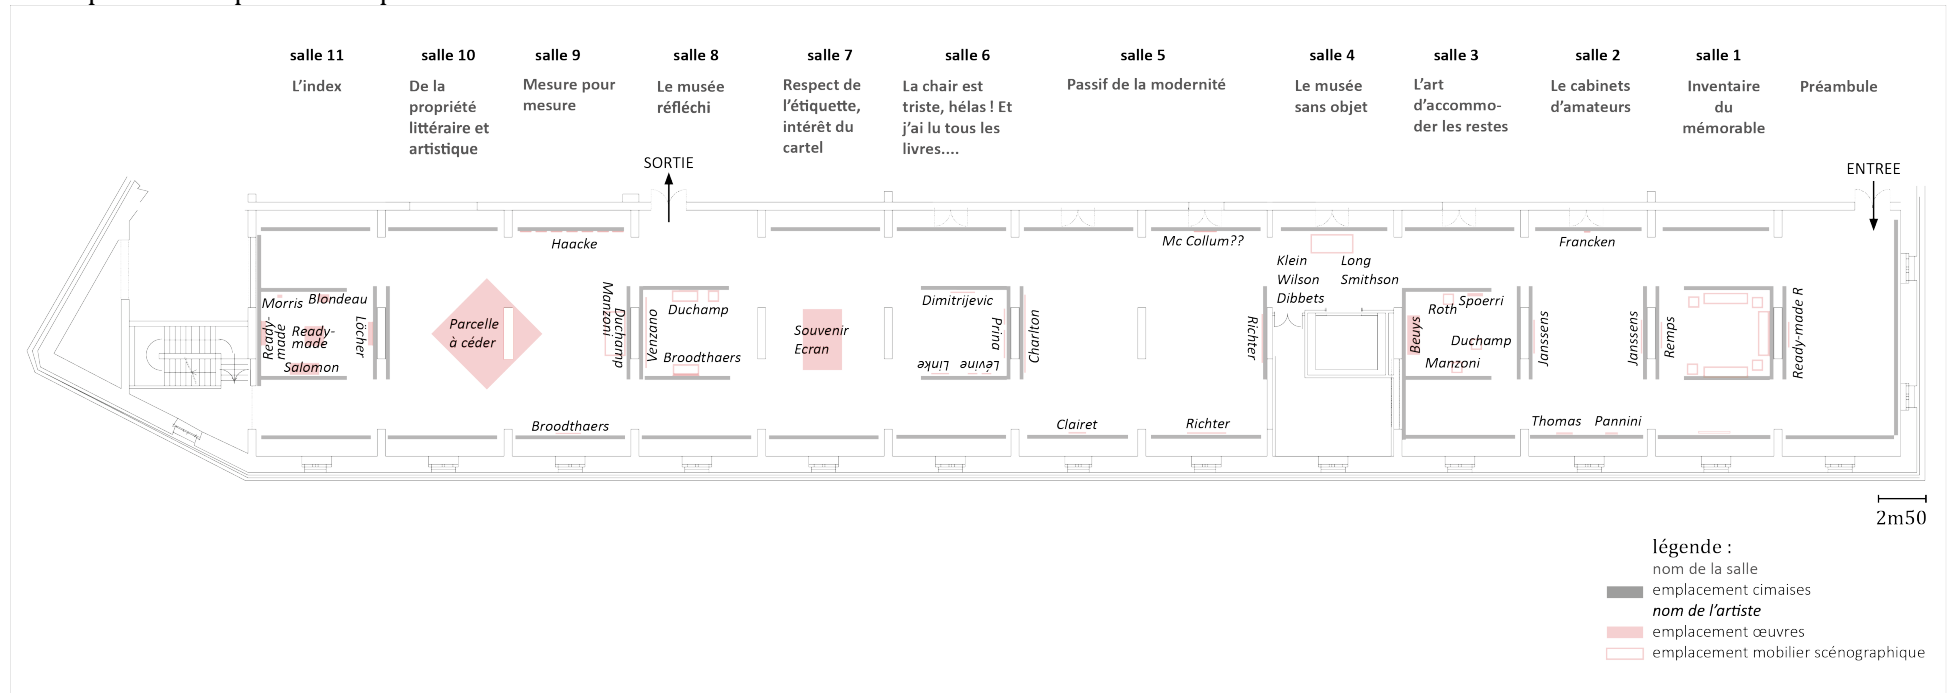 salle 11
salle 10
salle 9
salle 8
salle 7
salle 6
salle 5
salle 4
salle 3
salle 2
salle 1
L’index
De la
propriété
littéraire et
artistique
Mesure pour
mesure
Le musée
réfléchi
Respect de
l’étiquette,
intérêt du
cartel
La chair est
triste, hélas ! Et
j’ai lu tous les
livres....
Passif de la modernité
Le musée
sans objet
L’art
d’accommo-
der les restes
Le cabinets
d’amateurs
Inventaire
du
mémorable
Préambule
SORTIE
ENTREE
Morris
Blondeau
Ready-
made
Ready-
made
Löcher
Salomon
Parcelle
à céder
Haacke
Broodthaers
Manzoni
Duchamp
Venzano
Duchamp
Broodthaers
Souvenir
Ecran
Dimitrijevic
Prina
Linke
Lévine
Charlton
Clairet
Mc Collum??
Richter
Richter
Klein
Wilson
Dibbets
Long
Smithson
Beuys
Roth
Spoerri
Duchamp
Manzoni
Francken
Janssens
Janssens
Thomas
Pannini
Remps
Ready-made R
2m50
légende :
nom de la salle
emplacement cimaises
nom de l’artiste
emplacement œuvres
emplacement mobilier scénographique